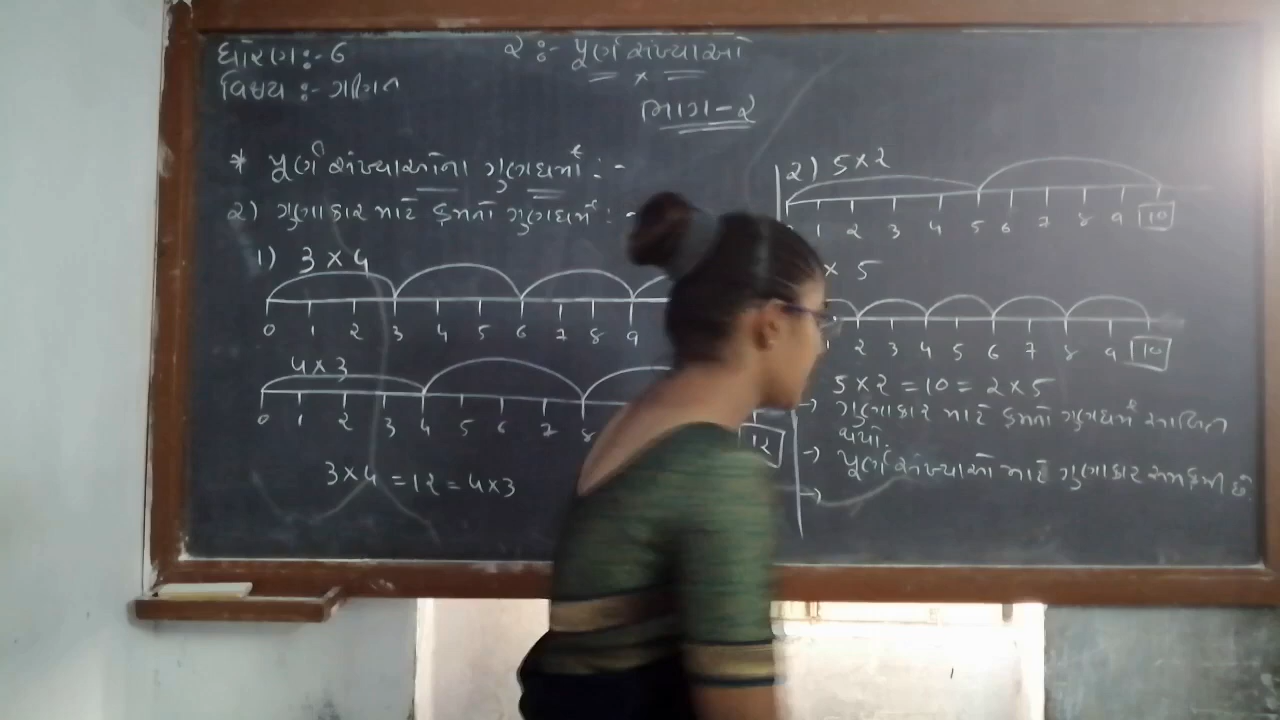 ધોરણ:- 6
વિષય :- ગણિત
૨ :- પૂર્ણ સંખ્યાઓ
ભાગ-૨
* પૂર્ણ સંખ્યાઓના ગુણધર્મો :-
૨) ગુણાકાર માટે ક્રમનો ગુણધર્મ :-
1) 3 × 4
0 1 2 3 4 5 6 7 8 9
4 × 3
0 1 2 3 4 5 6 7 8
12
3 × 4 = 12 = 4 × 3
2) 5 × 2
1 2 3 4 5 6 7 8 9 10
× 5
2 3 4 5 6 7 8 9 10
5 × 2 = 10 = 2 × 5
→ ગુણાકાર માટે ક્રમનો ગુણધર્મ સાબિત
થયો.
→ પૂર્ણ સંખ્યાઓ માટે ગુણાકાર સમક્રમી છે.
→